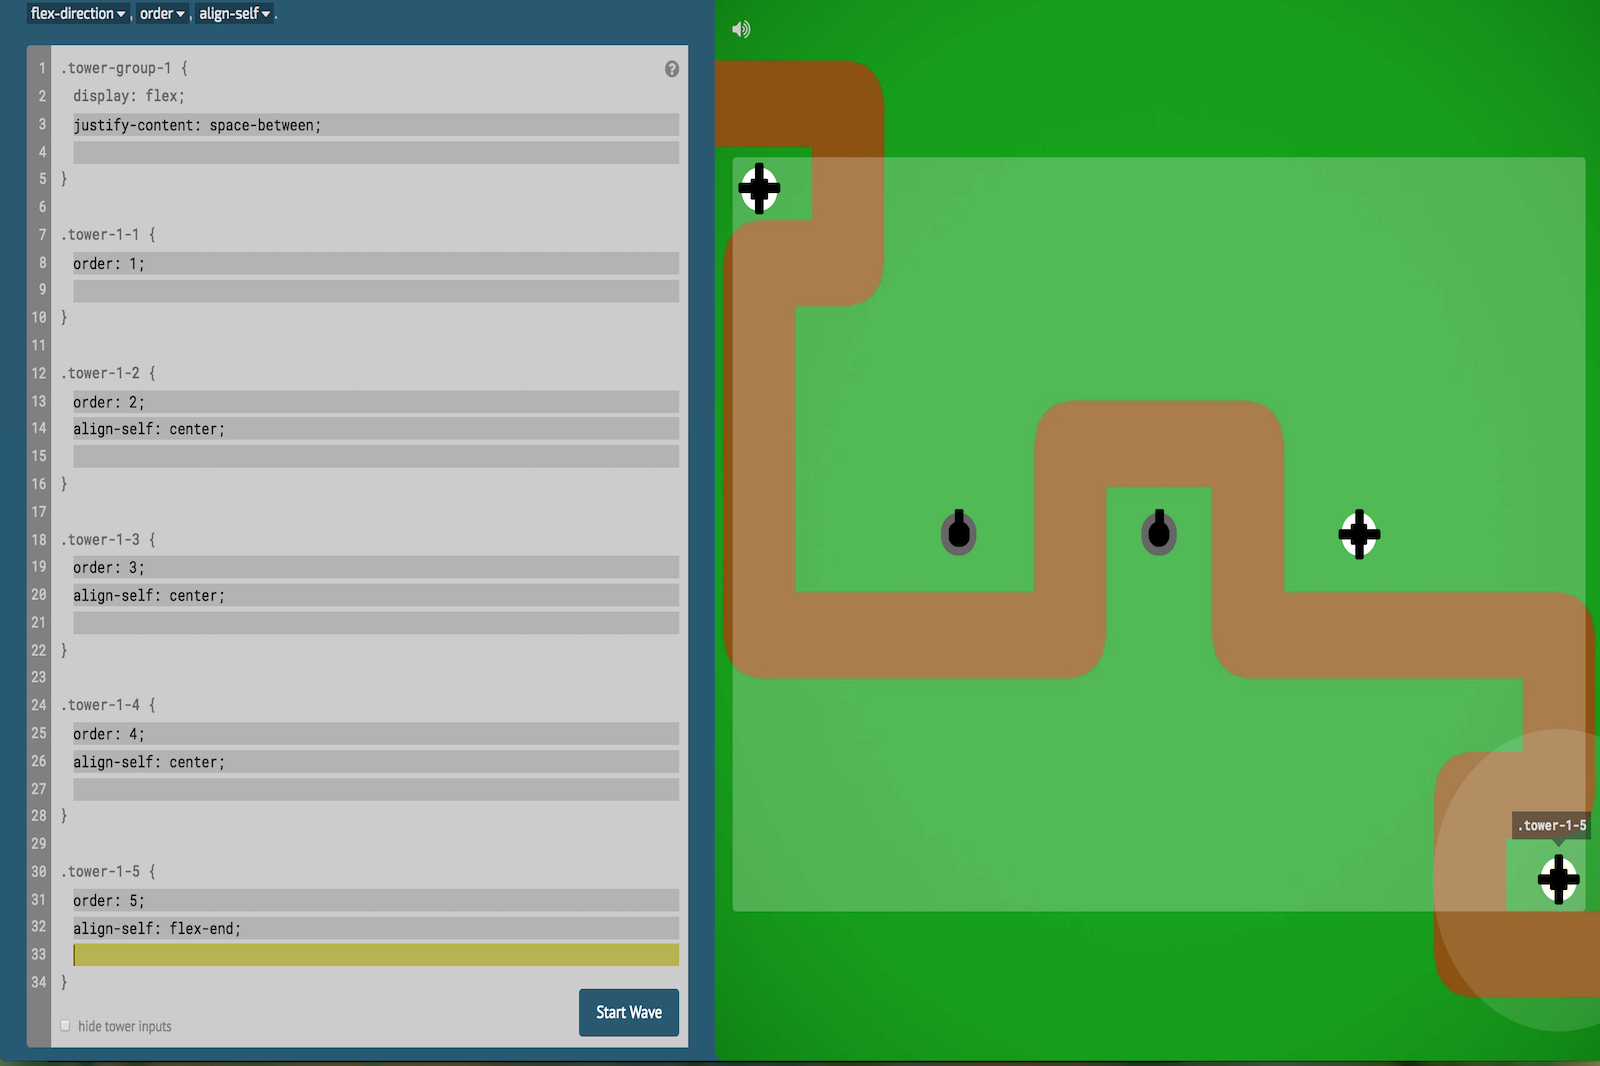 flex-direction ▾, order ▾, align-self ▾.
1 .tower-group-1 {
2 display: flex;
3 justify-content: space-between;
4
5 }
6
7 .tower-1-1 {
8 order: 1;
9
10 }
11
12 .tower-1-2 {
13 order: 2;
14 align-self: center;
15
16 }
17
18 .tower-1-3 {
19 order: 3;
20 align-self: center;
21
22 }
23
24 .tower-1-4 {
25 order: 4;
26 align-self: center;
27
28 }
29
30 .tower-1-5 {
31 order: 5;
32 align-self: flex-end;
33
34 }
hide tower inputs
Start Wave
?
.tower-1-5